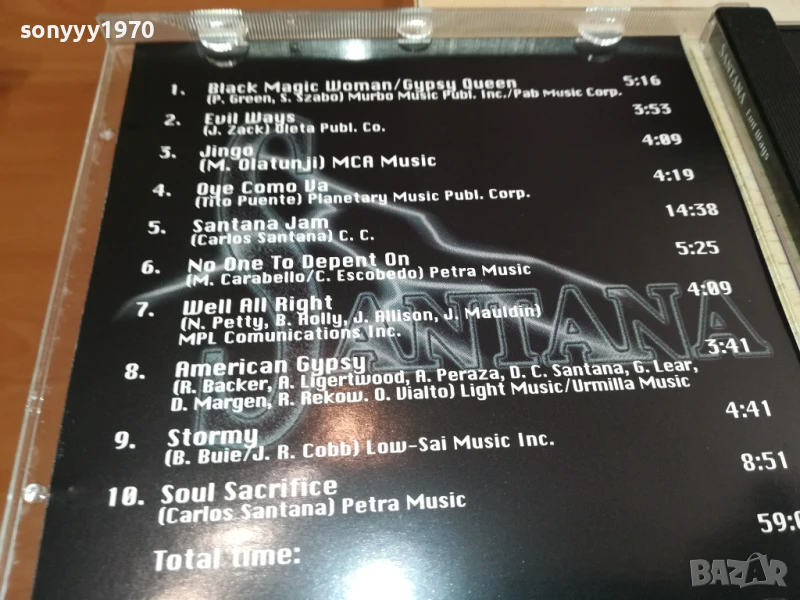 sonyyy1970
1. Black Magic Woman/Gypsy Queen 5:16
(P. Green, S. Szabo) Murbo Music Publ. Inc./Pab Music Corp.
2. Evil Ways 3:53
(J. Zack) Oleta Publ. Co.
3. Jingo 4:09
(M. Olatunji) MCA Music
4. Oye Como Va 4:19
(Tito Puente) Planetary Music Publ. Corp.
5. Santana Jam 14:38
(Carlos Santana) C. C.
6. No One To Depent On 5:25
(M. Carabello/C. Escobedo) Petra Music
7. Well All Right 4:09
(N. Petty, B. Holly, J. Allison, J. Mauldin)
MPL Comunications Inc.
SANTANA
8. American Gypsy 3:41
(R. Backer, A. Ligertwood, A. Peraza, D. C. Santana, G. Lear,
D. Margen, R. Rekow. O. Vialto) Light Music/Urmilla Music
9. Stormy 4:41
(B. Buie/J. R. Cobb) Low-Sai Music Inc.
10. Soul Sacrifice 8:51
(Carlos Santana) Petra Music
Total time: 59:
SANTANA Evil Ways
BAZAR